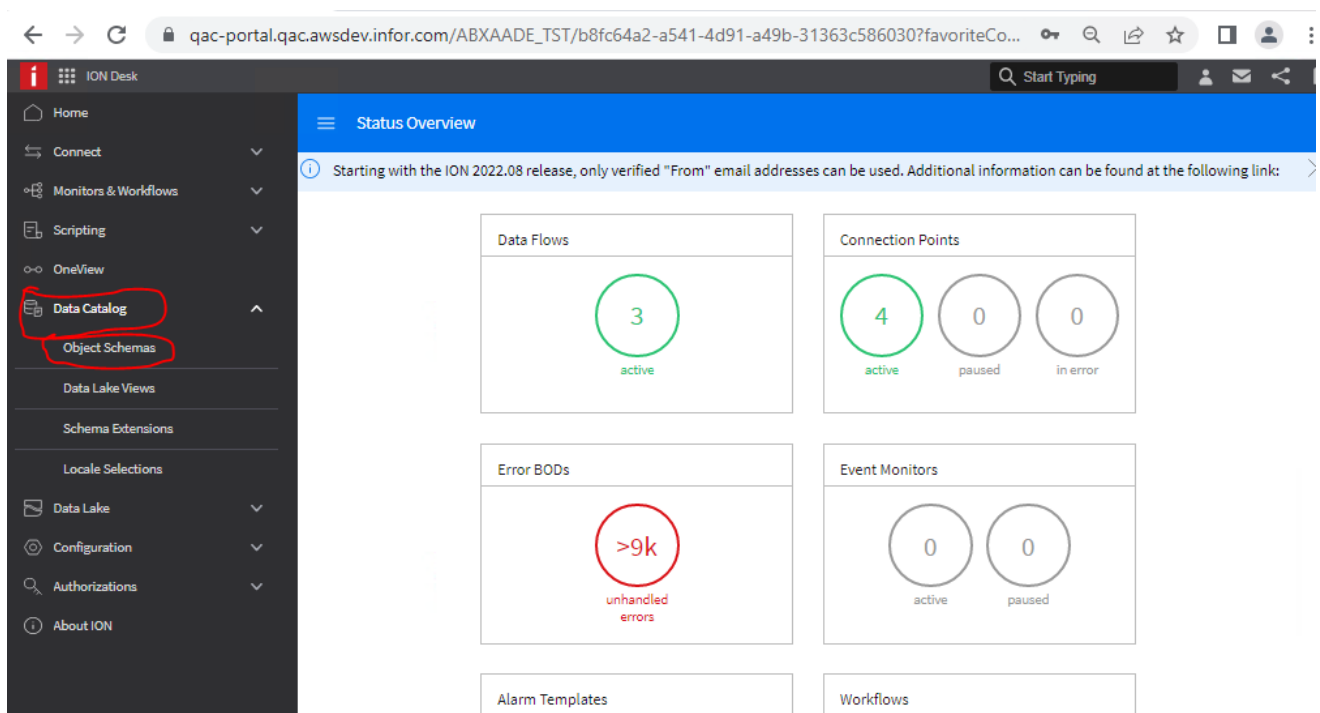 qac-portal.qac.awsdev.infor.com/ABXAADE_TST/b8fc64a2-a541-4d91-a49b-31363c586030?favoriteCo...
ION Desk
Start Typing
Home
Connect
Monitors & Workflows
Scripting
OneView
Data Catalog
Object Schemas
Data Lake Views
Schema Extensions
Locale Selections
Data Lake
Configuration
Authorizations
About ION
Status Overview
Starting with the ION 2022.08 release, only verified "From" email addresses can be used. Additional information can be found at the following link:
Data Flows
3
active
Connection Points
4 0 0
active paused in error
Error BODs
>9k
unhandled
errors
Event Monitors
0 0
active paused
Alarm Templates
Workflows